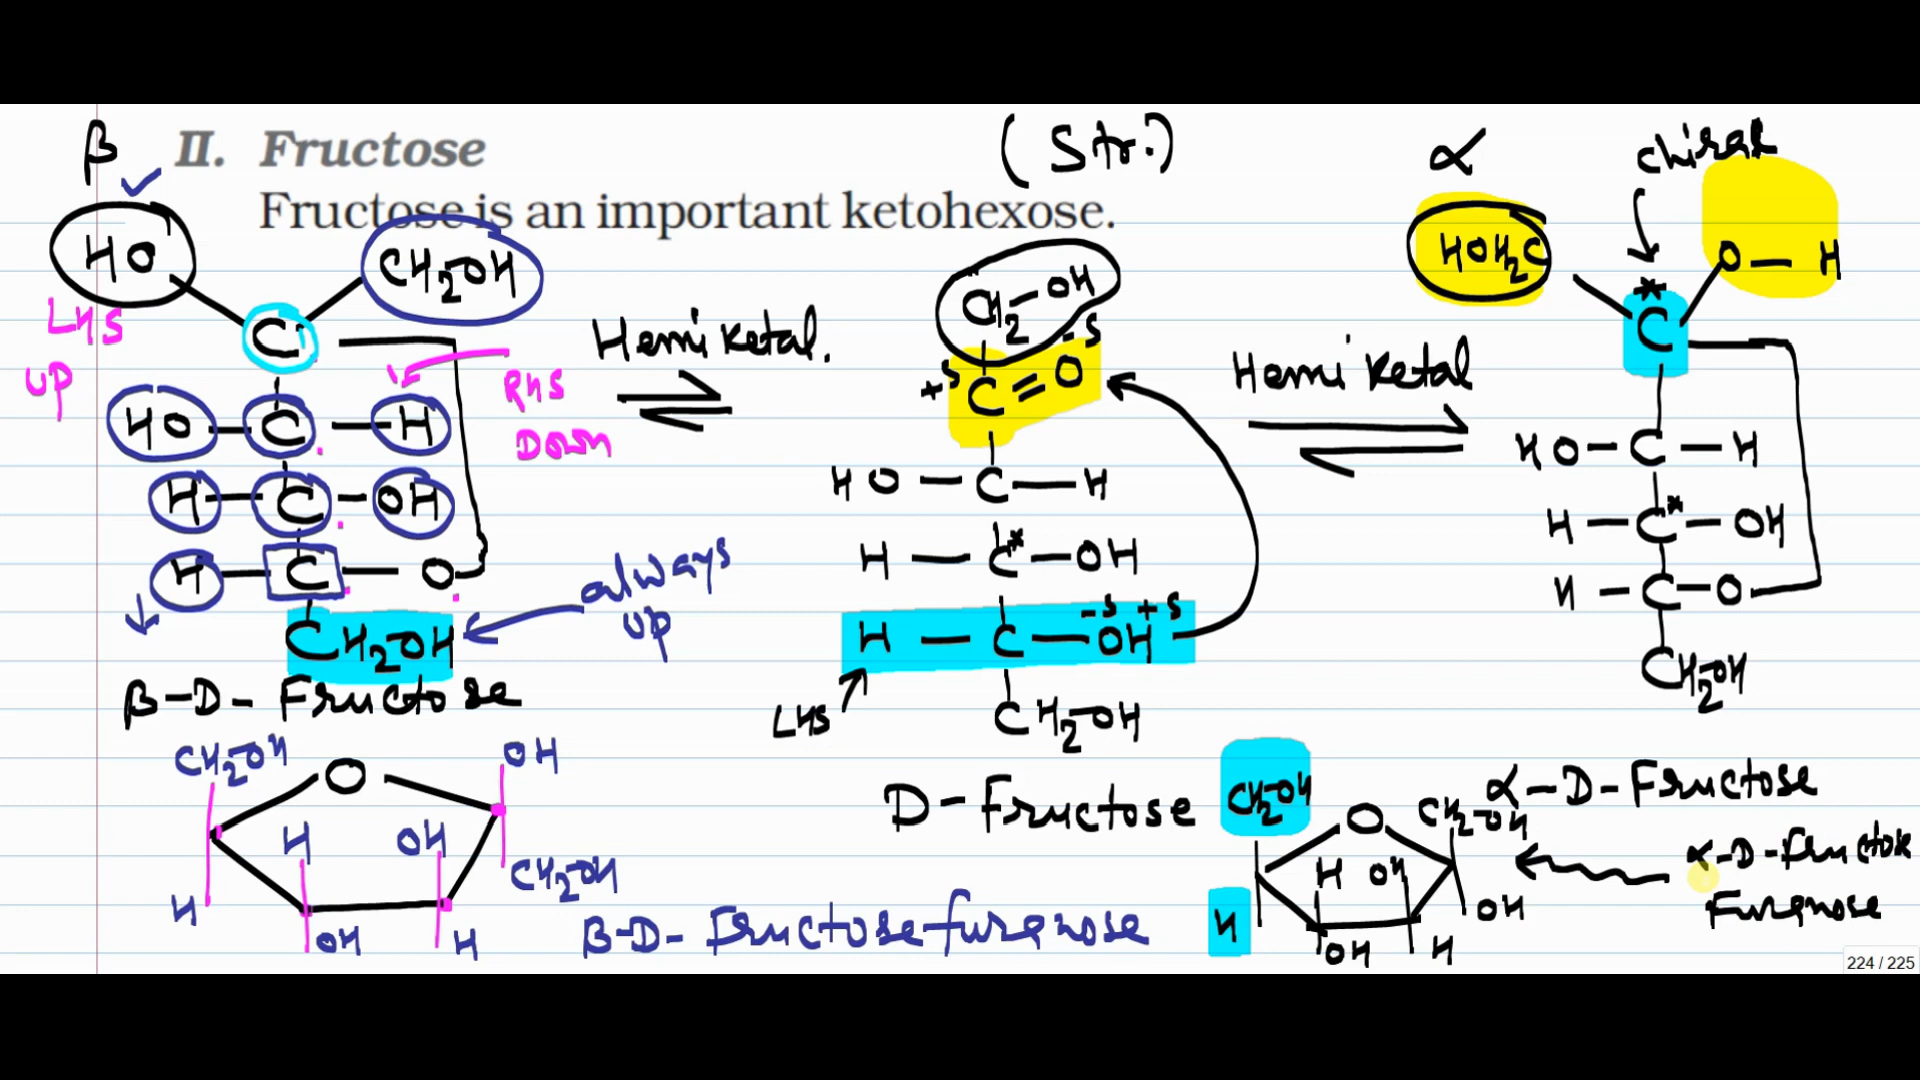 β
II. Fructose
(Str.)
α
chiral
Fructose is an important ketohexose.
HO
CH2OH
LHS
UP
C
HO-C-H
H-C-OH
H-C-O
CH2OH
RHS
Down
always
up
β-D-Fructose
Hemi Ketal.
CH2-OH
+δ C=O -δ
HO-C-H
H-C*-OH
H-C-OH
-δ +δ
CH2OH
LHS
D-Fructose
Hemi Ketal
HOH2C
O-H
*
C
HO-C-H
H-C*-OH
H-C-O
CH2OH
α-D-Fructose
CH2OH
O
OH
H
OH
H
CH2OH
OH
H
β-D-Fructosefuranose
CH2OH
O
CH2OH
H
OH
H
OH
OH
H
α-D-Fructose
Furanose
224 / 225